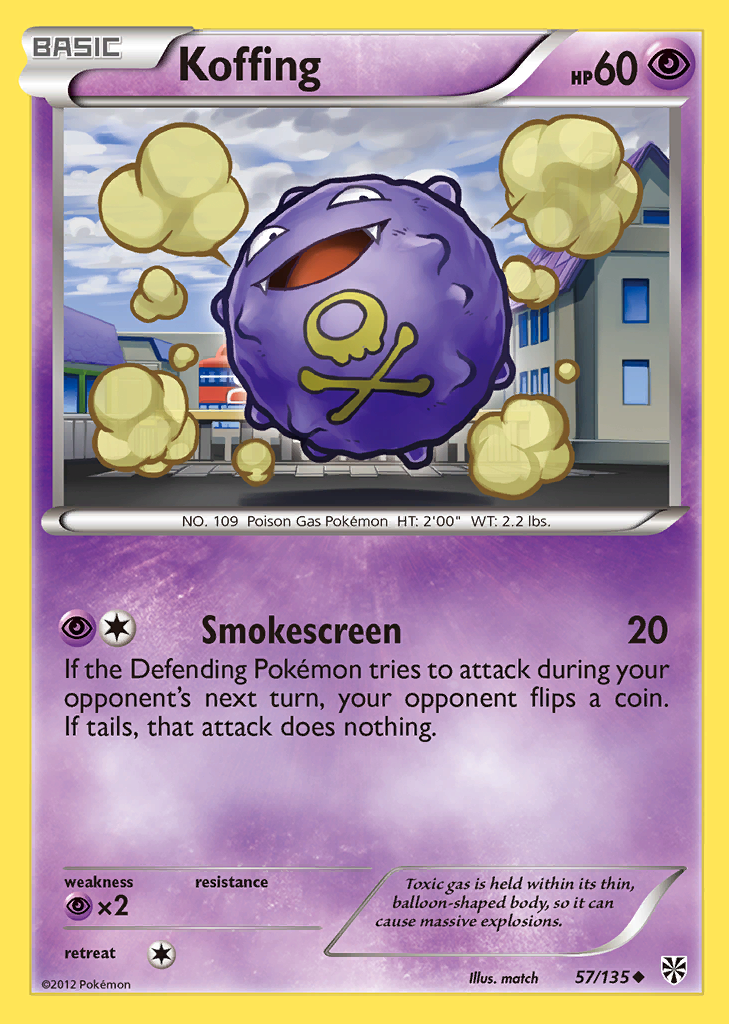 BASIC
Koffing
HP60
NO. 109 Poison Gas Pokémon HT: 2'00" WT: 2.2 lbs.
Smokescreen 20
If the Defending Pokémon tries to attack during your
opponent's next turn, your opponent flips a coin.
If tails, that attack does nothing.
weakness resistance
×2
retreat
Toxic gas is held within its thin,
balloon-shaped body, so it can
cause massive explosions.
©2012 Pokémon
Illus. match 57/135